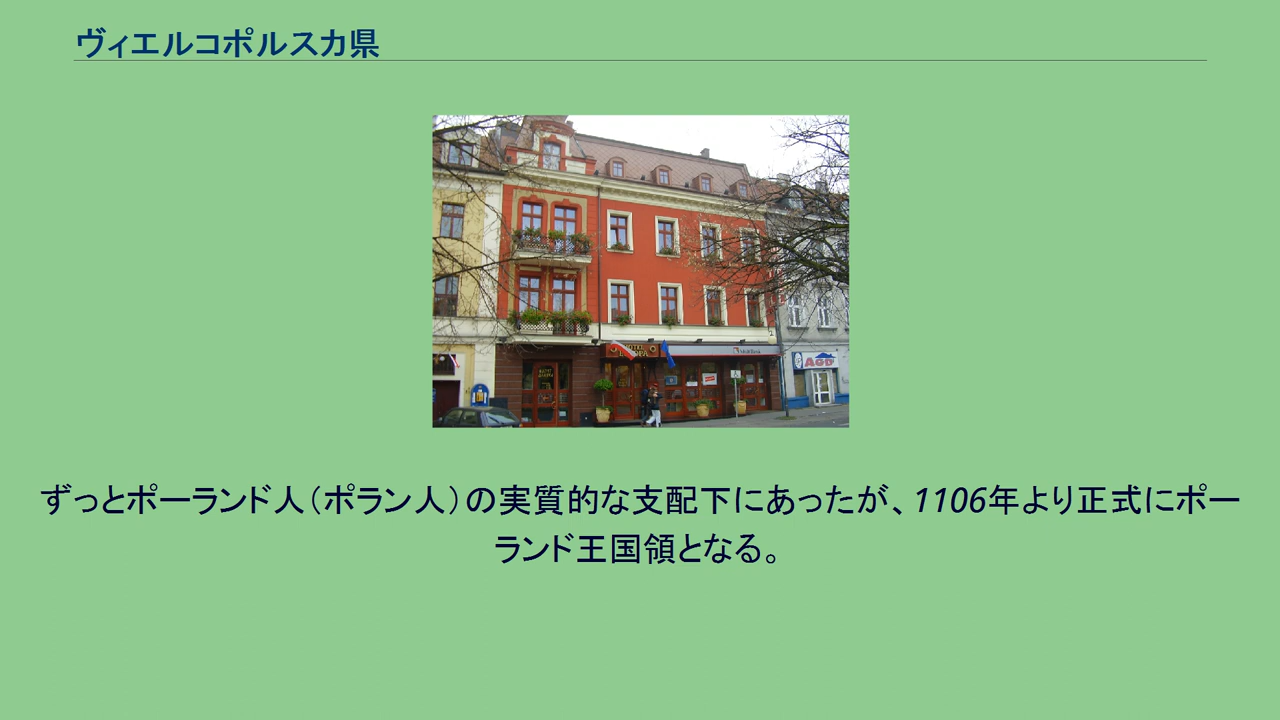 ヴィエルコポルスカ県
HOTEL
EUROPA
AGD
ずっとポーランド人（ポラン人）の実質的な支配下にあったが、1106年より正式にポー
ランド王国領となる。